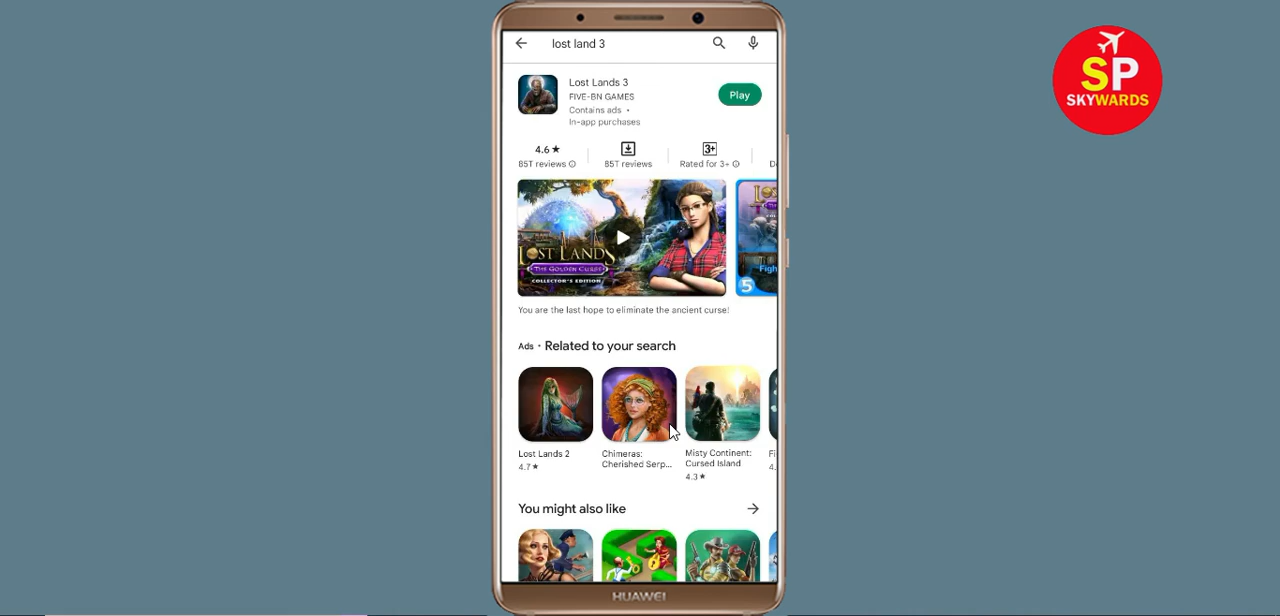 lost land 3
SP
SKYWARDS
Lost Lands 3
FIVE-BN GAMES
Contains ads •
In-app purchases
Play
4.6 ★
3+
85T reviews
85T reviews
Rated for 3+
LOST LANDS
THE GOLDEN CURSE
COLLECTOR'S EDITION
5
You are the last hope to eliminate the ancient curse!
Ads • Related to your search
Lost Lands 2
4.7 ★
Chimeras:
Cherished Serp...
Misty Continent:
Cursed Island
4.3 ★
You might also like
HUAWEI